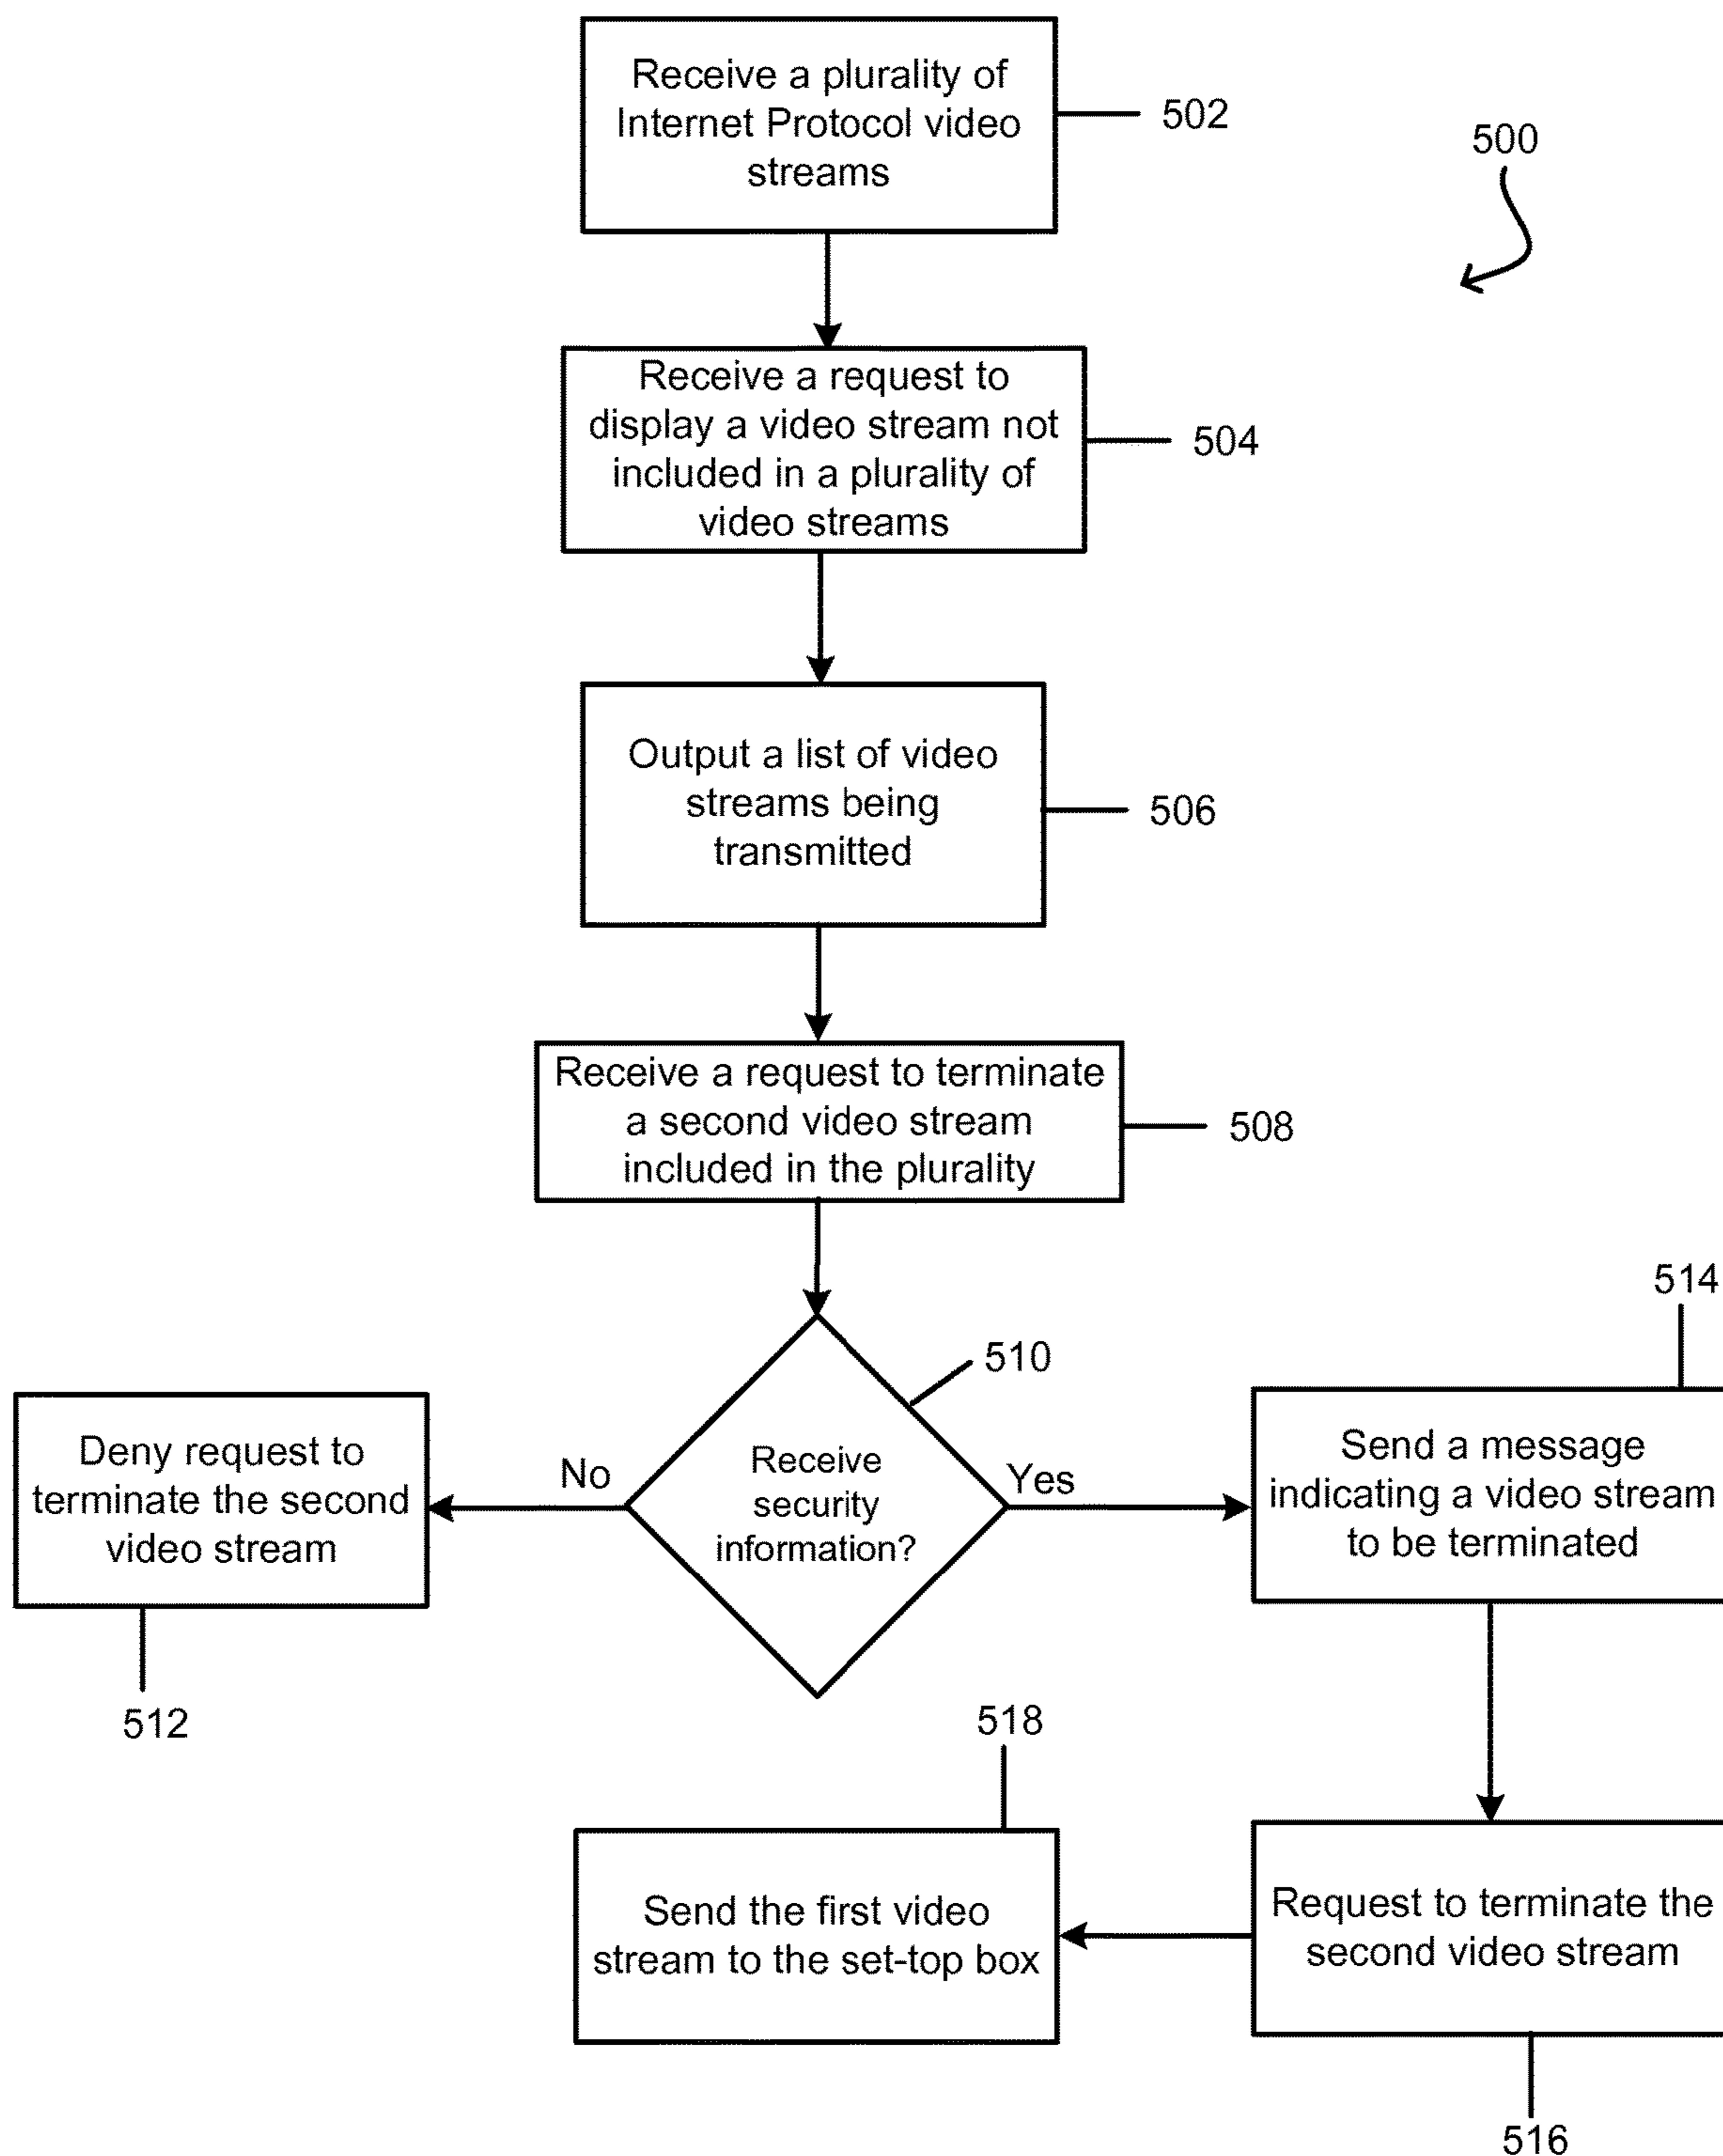 Receive a plurality of
Internet Protocol video
streams
502
500
Receive a request to
display a video stream not
included in a plurality of
video streams
504
Output a list of video
streams being
transmitted
506
Receive a request to terminate
a second video stream
included in the plurality
508
510
Receive
security
information?
No
Yes
Deny request to
terminate the second
video stream
512
514
Send a message
indicating a video stream
to be terminated
Request to terminate the
second video stream
516
518
Send the first video
stream to the set-top box